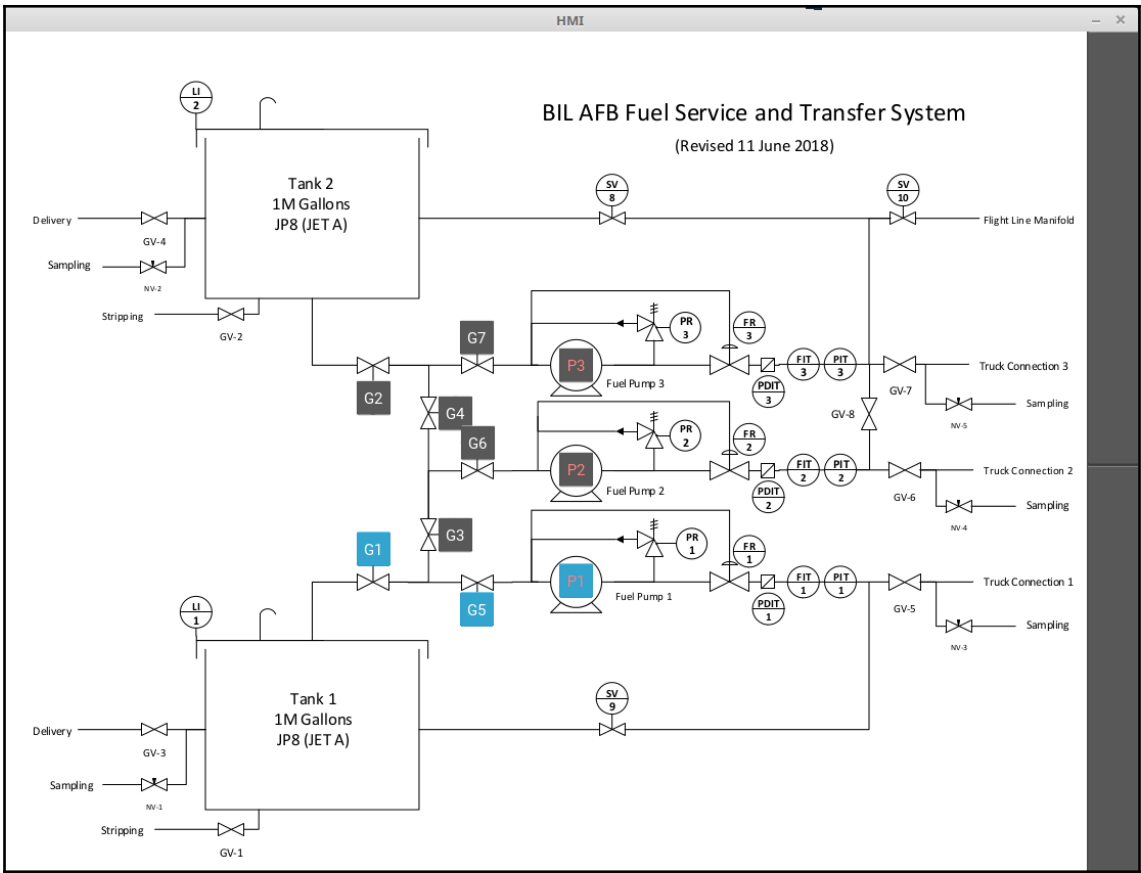 HMI
BIL AFB Fuel Service and Transfer System
(Revised 11 June 2018)
LI
2
Tank 2
1M Gallons
JP8 (JET A)
Delivery
GV-4
Sampling
NV-2
Stripping
GV-2
SV
8
SV
10
Flight Line Manifold
G7
PR
3
FR
3
P3
Fuel Pump 3
FIT
3
PIT
3
PDIT
3
Truck Connection 3
GV-7
Sampling
NV-5
G2
G4
GV-8
G6
PR
2
FR
2
P2
Fuel Pump 2
FIT
2
PIT
2
PDIT
2
Truck Connection 2
GV-6
Sampling
NV-4
G3
G1
PR
1
FR
1
G5
P1
Fuel Pump 1
FIT
1
PIT
1
PDIT
1
Truck Connection 1
GV-5
Sampling
NV-3
LI
1
Tank 1
1M Gallons
JP8 (JET A)
SV
9
Delivery
GV-3
Sampling
NV-1
Stripping
GV-1